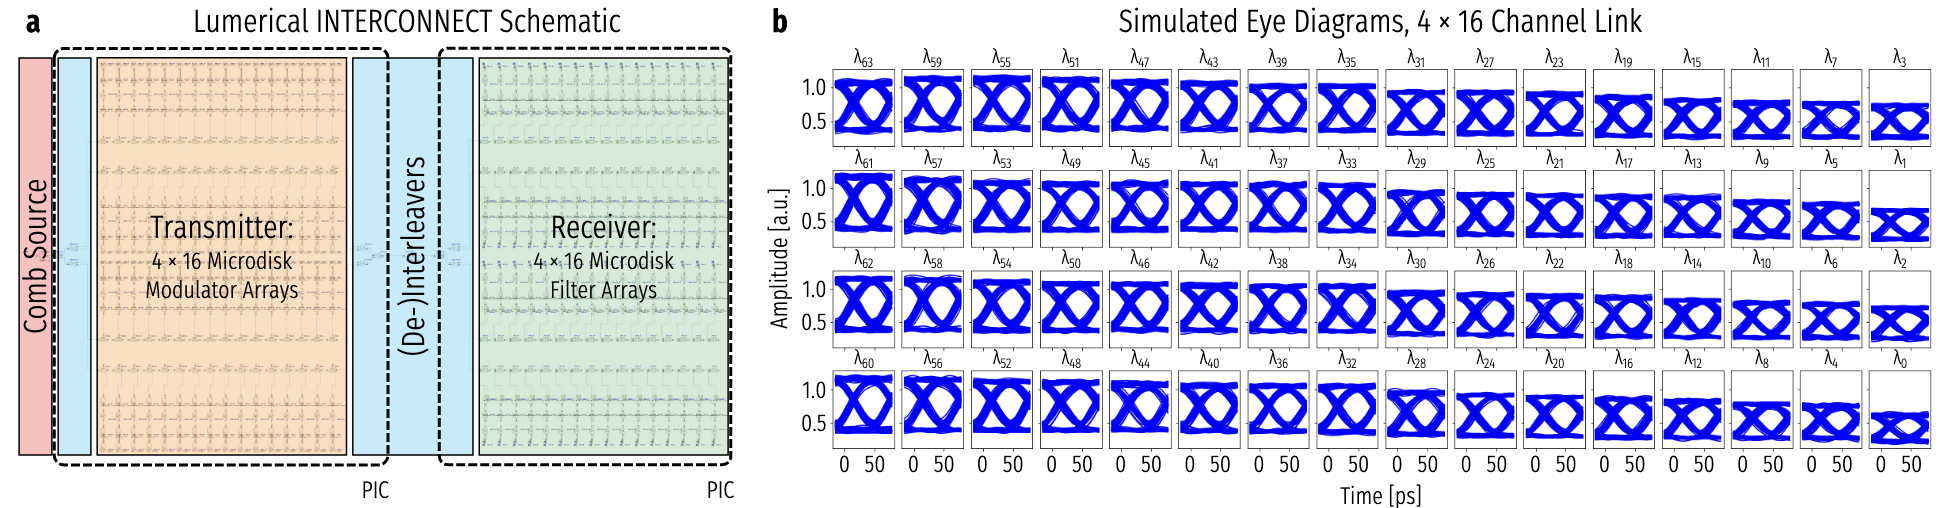 a
Lumerical INTERCONNECT Schematic
Comb Source
Transmitter:
4 × 16 Microdisk
Modulator Arrays
(De-)Interleavers
Receiver:
4 × 16 Microdisk
Filter Arrays
PIC
PIC
b
Simulated Eye Diagrams, 4 × 16 Channel Link
λ63 λ59 λ55 λ51 λ47 λ43 λ39 λ35 λ31 λ27 λ23 λ19 λ15 λ11 λ7 λ3
1.0
0.5
λ61 λ57 λ53 λ49 λ45 λ41 λ37 λ33 λ29 λ25 λ21 λ17 λ13 λ9 λ5 λ1
1.0
0.5
λ62 λ58 λ54 λ50 λ46 λ42 λ38 λ34 λ30 λ26 λ22 λ18 λ14 λ10 λ6 λ2
1.0
0.5
λ60 λ56 λ52 λ48 λ44 λ40 λ36 λ32 λ28 λ24 λ20 λ16 λ12 λ8 λ4 λ0
1.0
0.5
Amplitude [a.u.]
0 50 0 50 0 50 0 50 0 50 0 50 0 50 0 50 0 50 0 50 0 50 0 50 0 50 0 50 0 50 0 50
Time [ps]